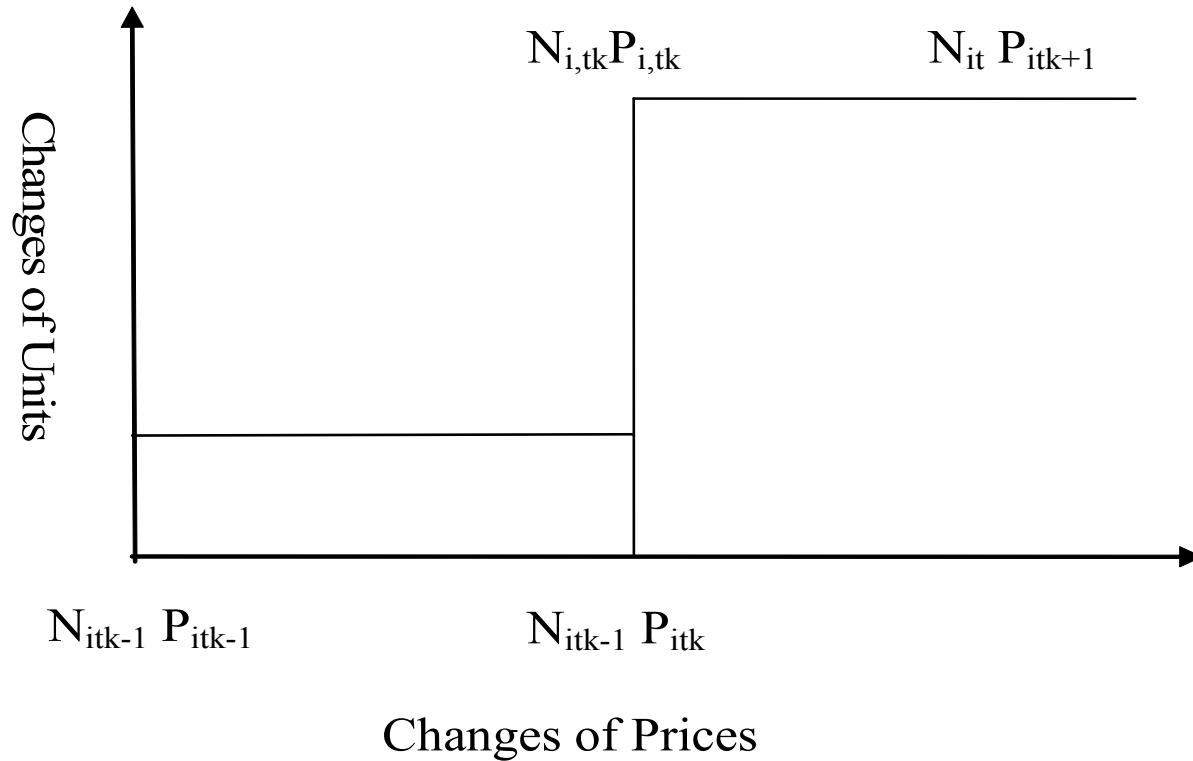 N_{i,tk}P_{i,tk}
N_{it} P_{itk+1}
Changes of Units
N_{itk-1} P_{itk-1}
N_{itk-1} P_{itk}
Changes of Prices